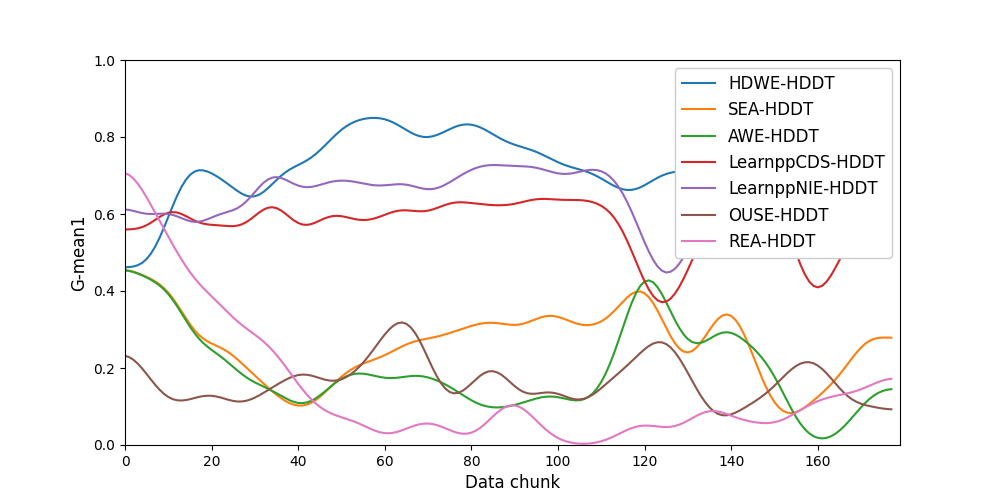 1.0
0.8
0.6
0.4
0.2
0.0
G-mean1
0 20 40 60 80 100 120 140 160
Data chunk
HDWE-HDDT
SEA-HDDT
AWE-HDDT
LearnppCDS-HDDT
LearnppNIE-HDDT
OUSE-HDDT
REA-HDDT